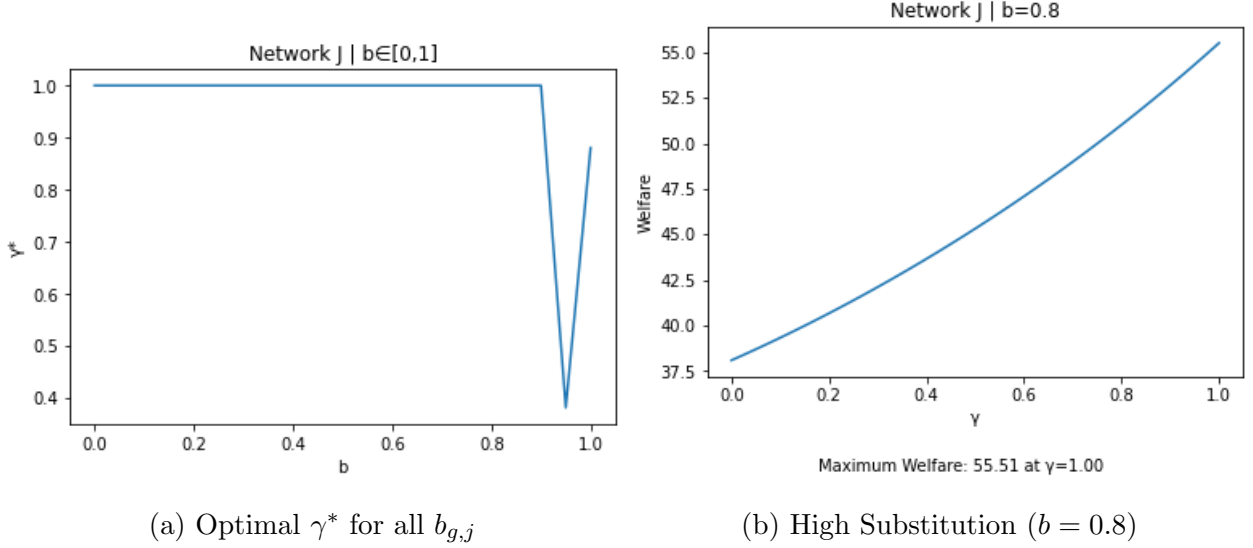 Network J | b∈[0,1]
1.0
0.9
0.8
0.7
0.6
0.5
0.4
γ*
0.0 0.2 0.4 0.6 0.8 1.0
b
(a) Optimal γ* for all b_{g,j}
Network J | b=0.8
55.0
52.5
50.0
47.5
45.0
42.5
40.0
37.5
Welfare
0.0 0.2 0.4 0.6 0.8 1.0
γ
Maximum Welfare: 55.51 at γ=1.00
(b) High Substitution (b = 0.8)